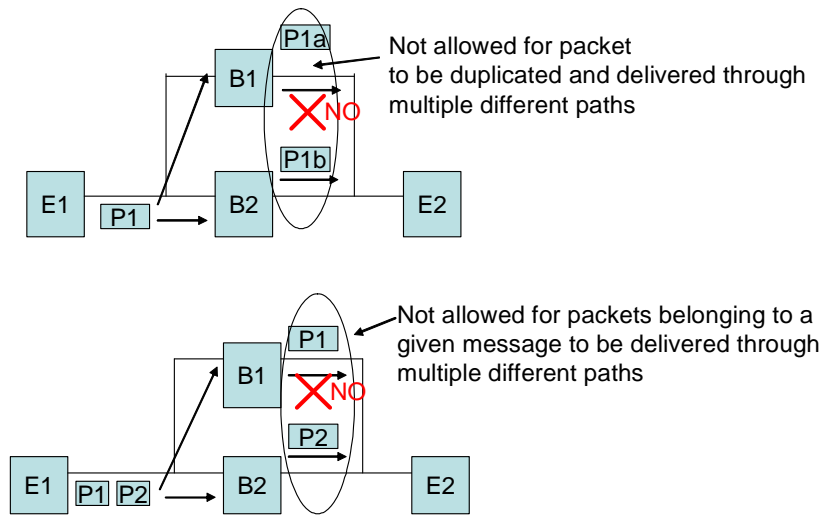 P1a
Not allowed for packet
to be duplicated and delivered through
multiple different paths
B1
NO
P1b
E1
P1
B2
E2
Not allowed for packets belonging to a
given message to be delivered through
multiple different paths
P1
B1
NO
P2
E1
P1 P2
B2
E2